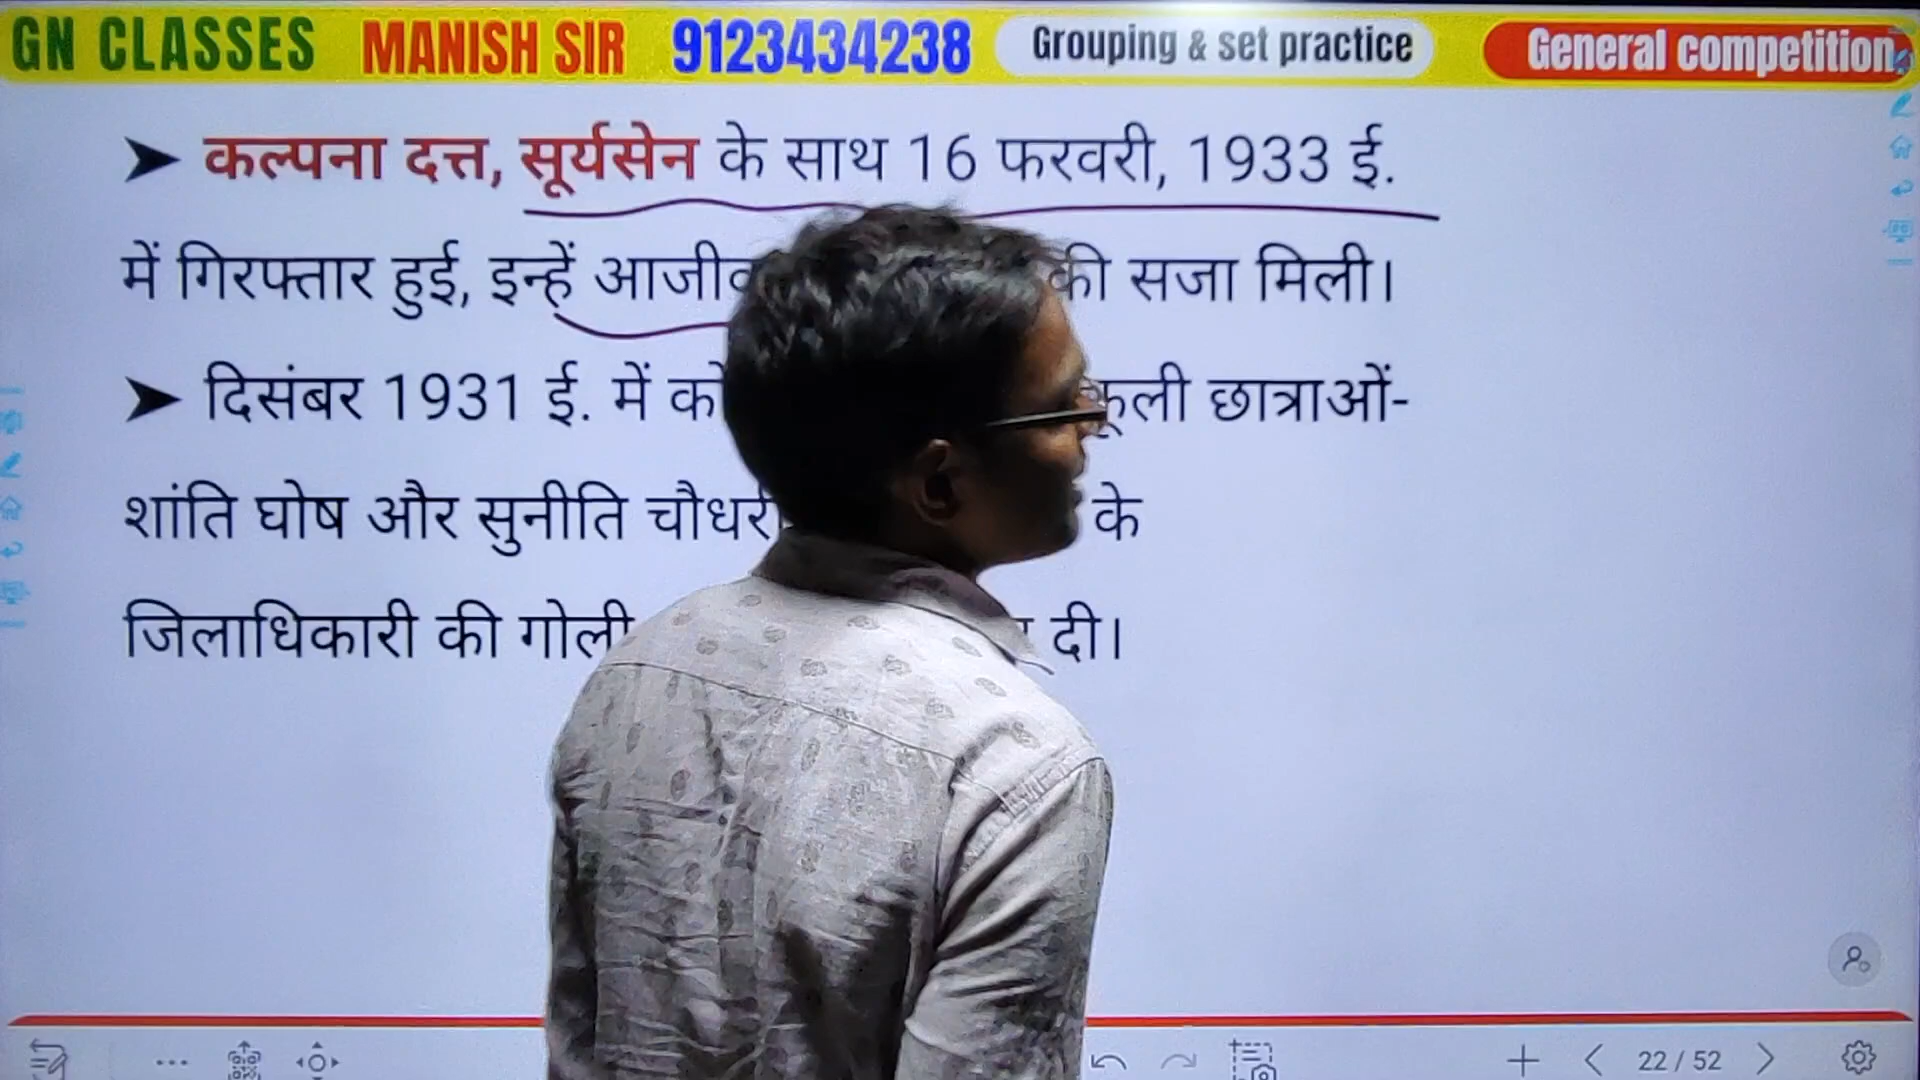 GN CLASSES MANISH SIR 9123434238 Grouping & set practice General competition
➤ कल्पना दत्त, सूर्यसेन के साथ 16 फरवरी, 1933 ई.
में गिरफ्तार हुई, इन्हें की सजा मिली।
➤ दिसंबर 1931 ई. में छात्राओं-
शांति घोष और सुनीति चौधरी के
जिलाधिकारी की गोली दी।
22 / 52